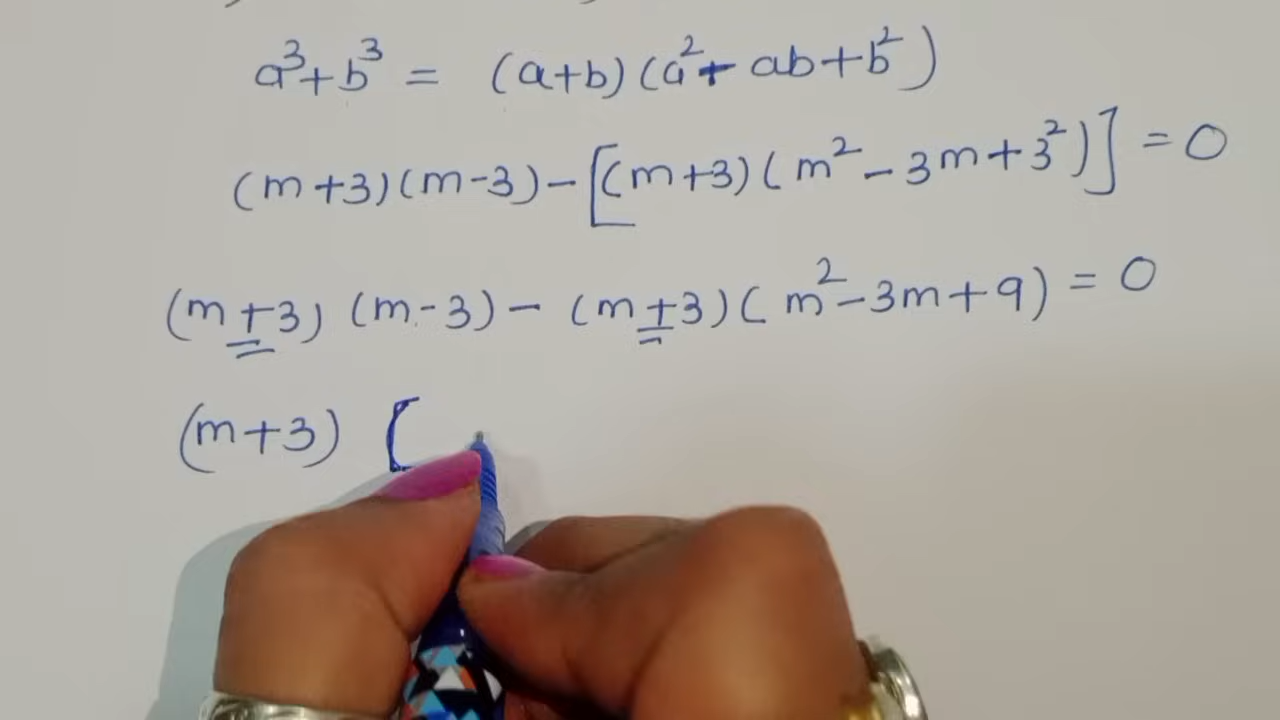 a³+b³ = (a+b)(a²- ab+b²)
(m+3)(m-3)-[(m+3)(m²-3m+3²)] = 0
(m+3)(m-3)-(m+3)(m²-3m+9) = 0
(m+3) [